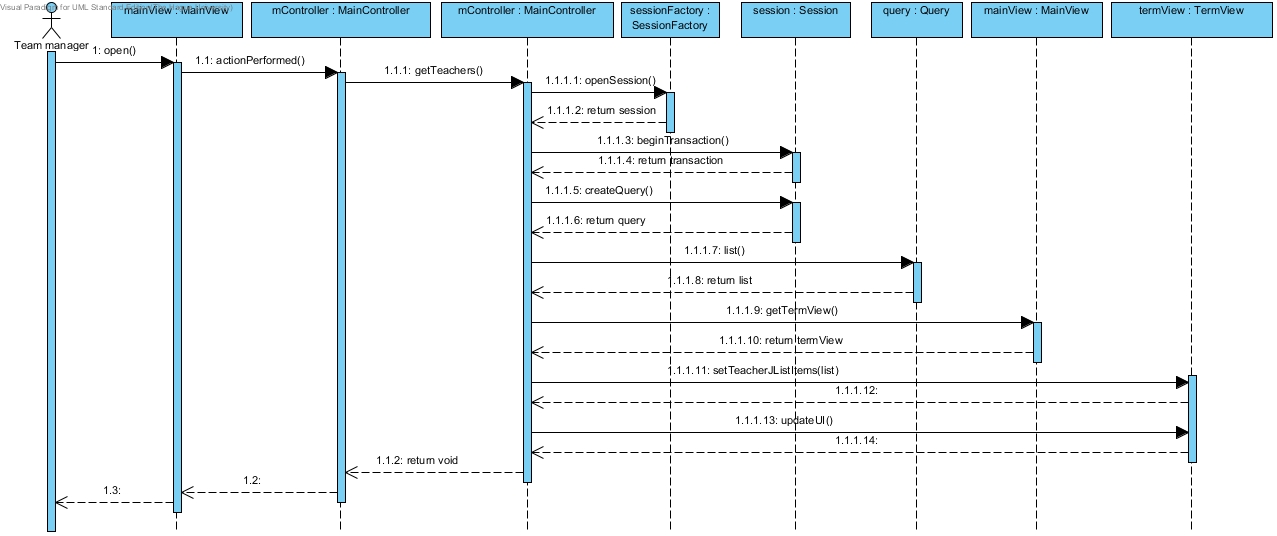 Visual Paradigm for UML Standard
mainView : MainView
mController : MainController
mController : MainController
sessionFactory :
SessionFactory
session : Session
query : Query
mainView : MainView
termView : TermView
Team manager
1: open()
1.1: actionPerformed()
1.1.1: getTeachers()
1.1.1.1: openSession()
1.1.1.2: return session
1.1.1.3: beginTransaction()
1.1.1.4: return transaction
1.1.1.5: createQuery()
1.1.1.6: return query
1.1.1.7: list()
1.1.1.8: return list
1.1.1.9: getTermView()
1.1.1.10: return termView
1.1.1.11: setTeacherJListItems(list)
1.1.1.12:
1.1.1.13: updateUI()
1.1.1.14:
1.1.2: return void
1.2:
1.3: